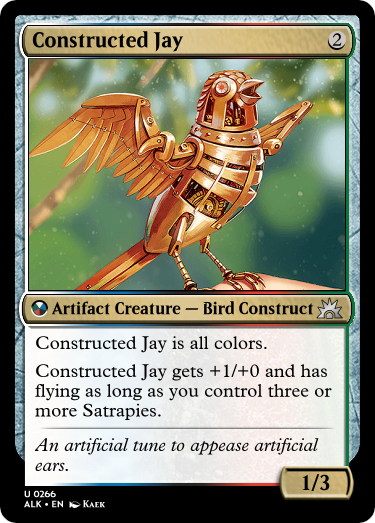 Constructed Jay 2
Artifact Creature — Bird Construct
Constructed Jay is all colors.
Constructed Jay gets +1/+0 and has
flying as long as you control three or
more Satrapies.
An artificial tune to appease artificial
ears.
1/3
U 0266
ALK • EN Kaek